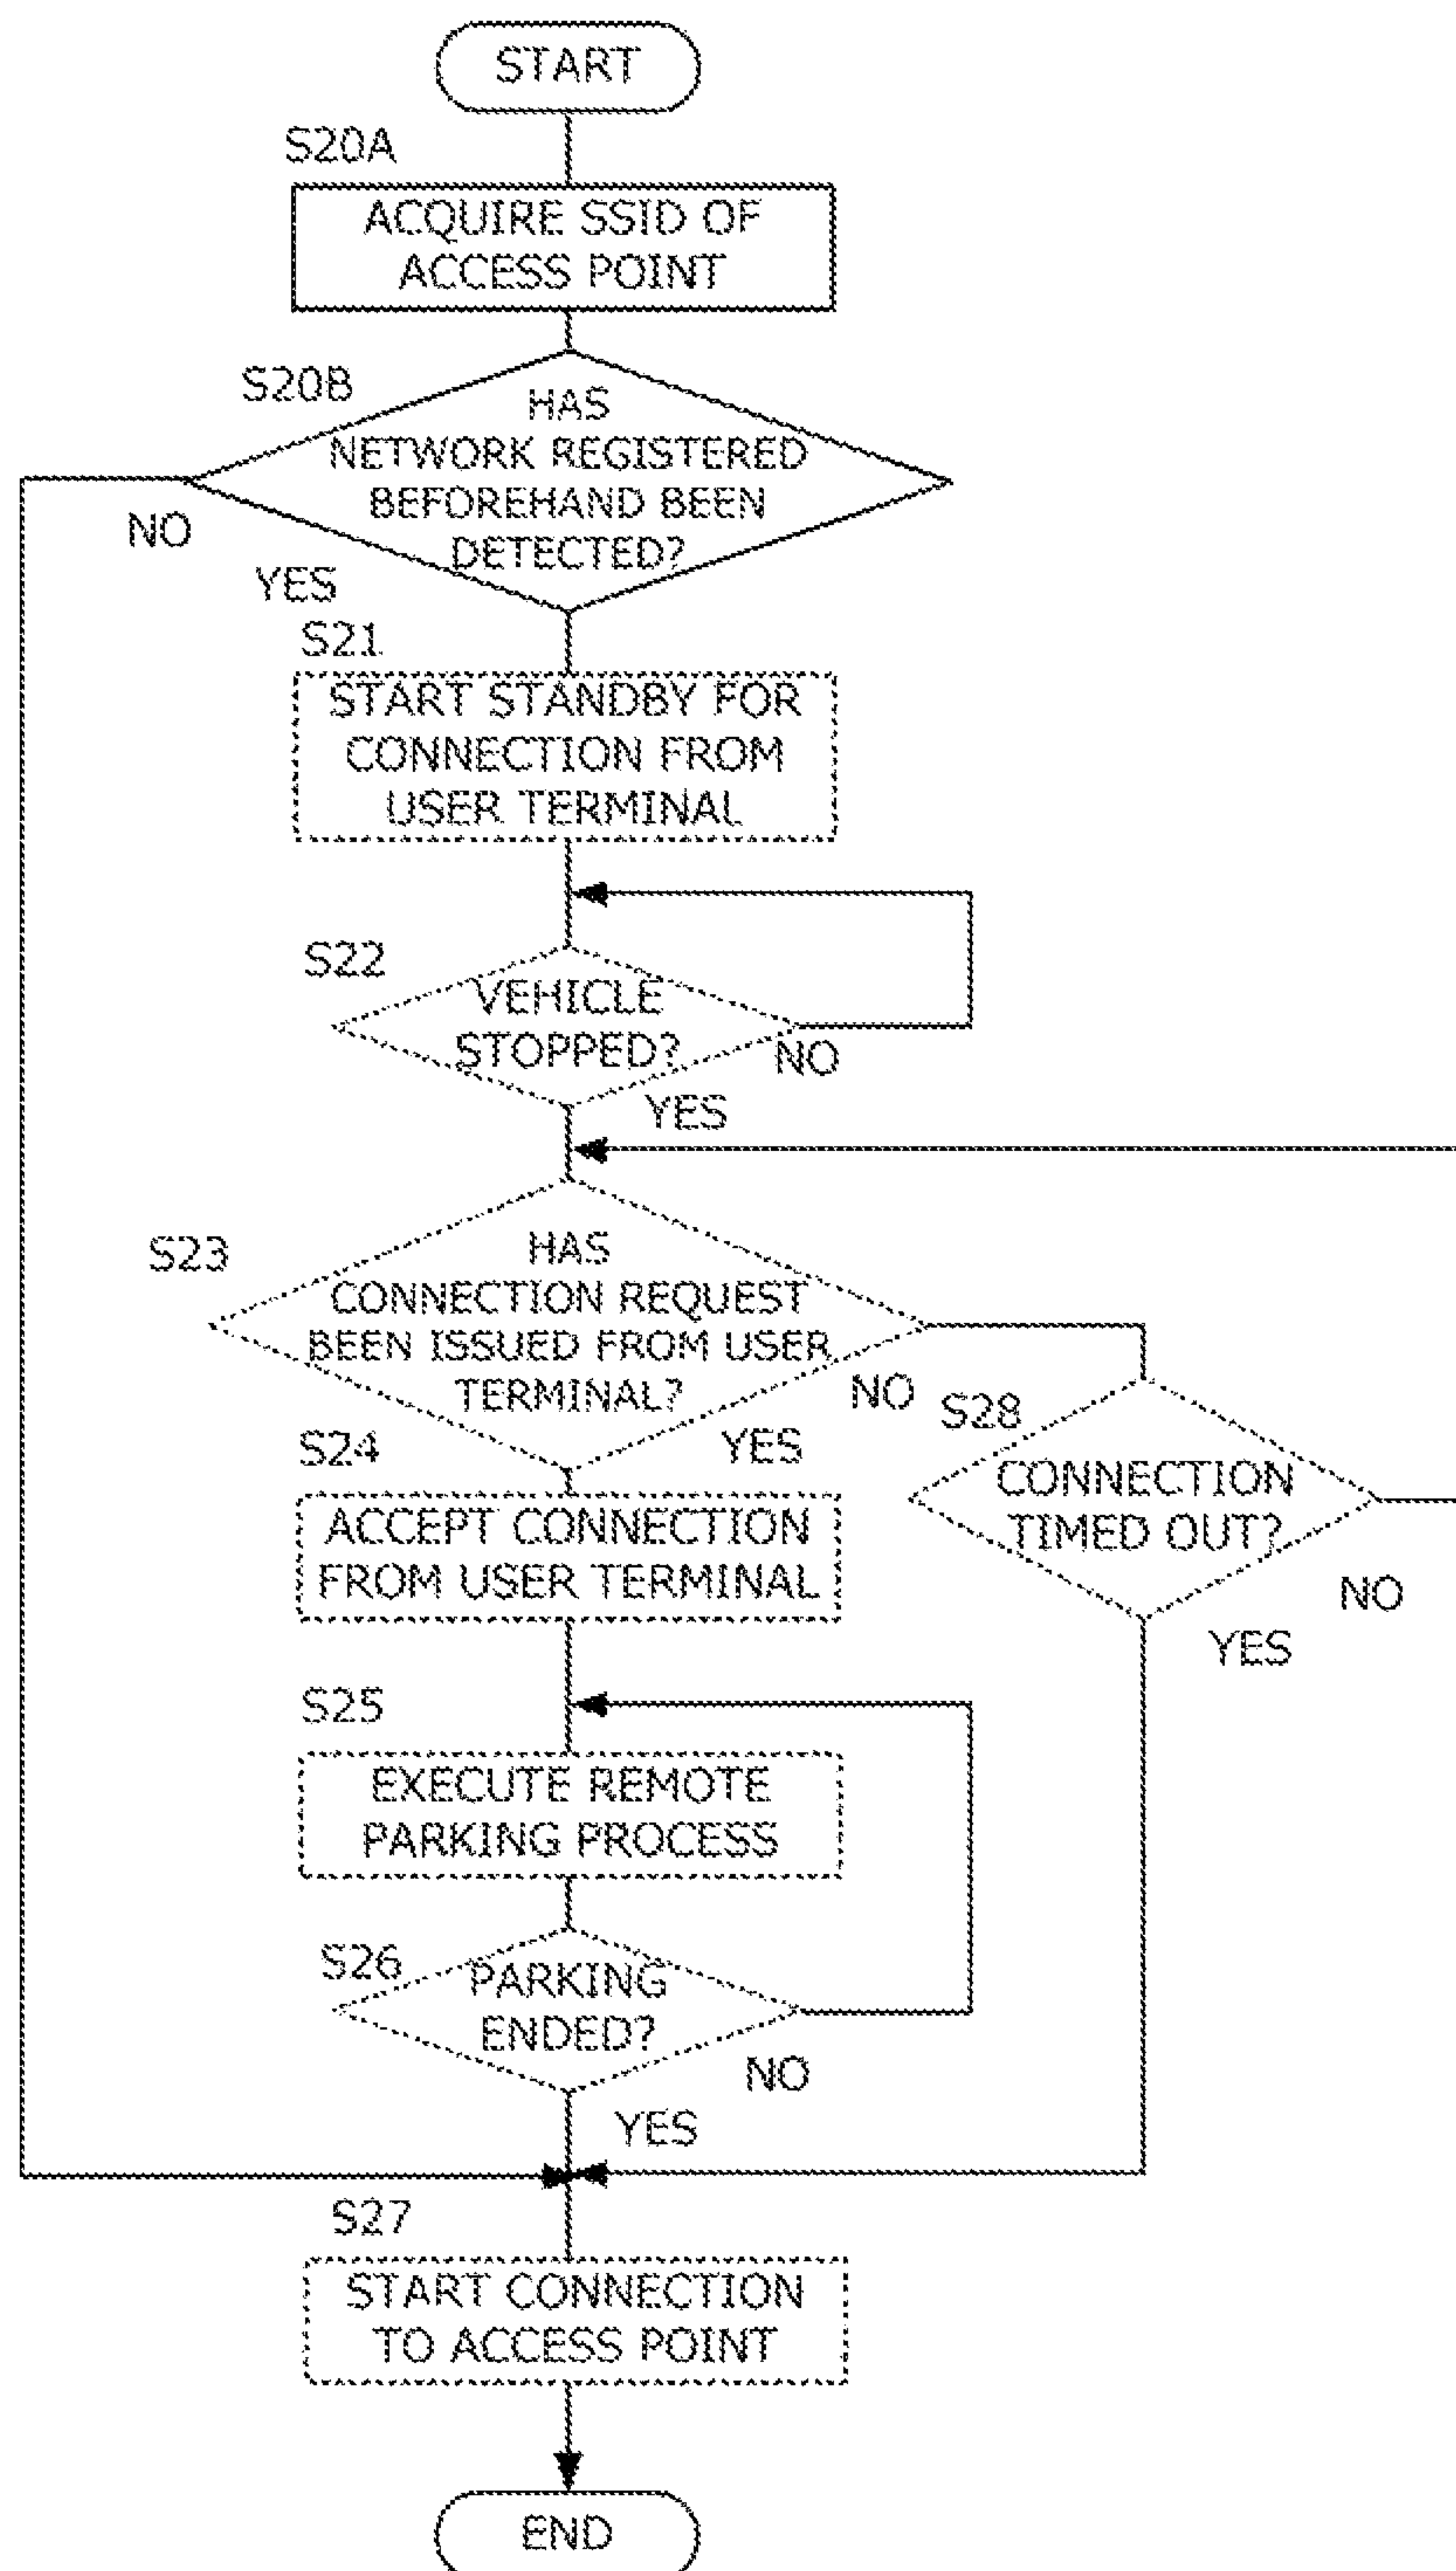 START
S20A
ACQUIRE SSID OF
ACCESS POINT
S20B
HAS
NETWORK REGISTERED
BEFOREHAND BEEN
DETECTED?
NO
YES
S21
START STANDBY FOR
CONNECTION FROM
USER TERMINAL
S22
VEHICLE
STOPPED?
NO
YES
S23
HAS
CONNECTION REQUEST
BEEN ISSUED FROM USER
TERMINAL?
NO
YES
S28
CONNECTION
TIMED OUT?
NO
YES
S24
ACCEPT CONNECTION
FROM USER TERMINAL
S25
EXECUTE REMOTE
PARKING PROCESS
S26
PARKING
ENDED?
NO
YES
S27
START CONNECTION
TO ACCESS POINT
END